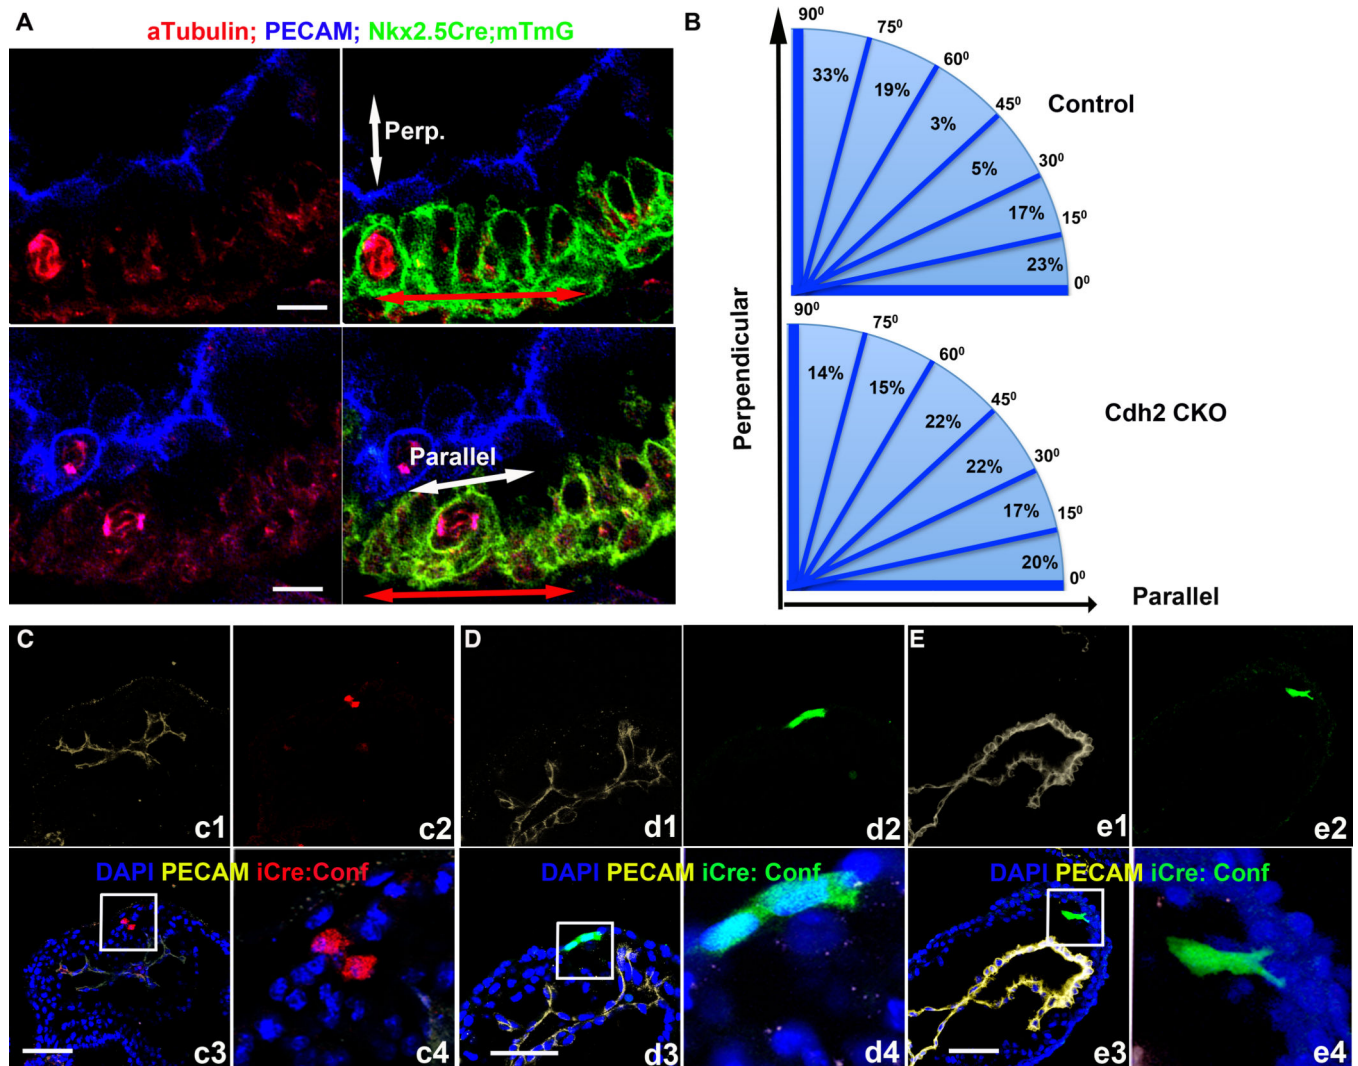 A
aTubulin; PECAM; Nkx2.5Cre;mTmG
Perp.
Parallel
B
Perpendicular
90⁰
75⁰
60⁰
45⁰
30⁰
15⁰
0⁰
33%
19%
3%
5%
17%
23%
Control
90⁰
75⁰
60⁰
45⁰
30⁰
15⁰
0⁰
14%
15%
22%
22%
17%
20%
Cdh2 CKO
Parallel
C
c1
c2
DAPI PECAM iCre:Conf
c3
c4
D
d1
d2
DAPI PECAM iCre: Conf
d3
d4
E
e1
e2
DAPI PECAM iCre: Conf
e3
e4